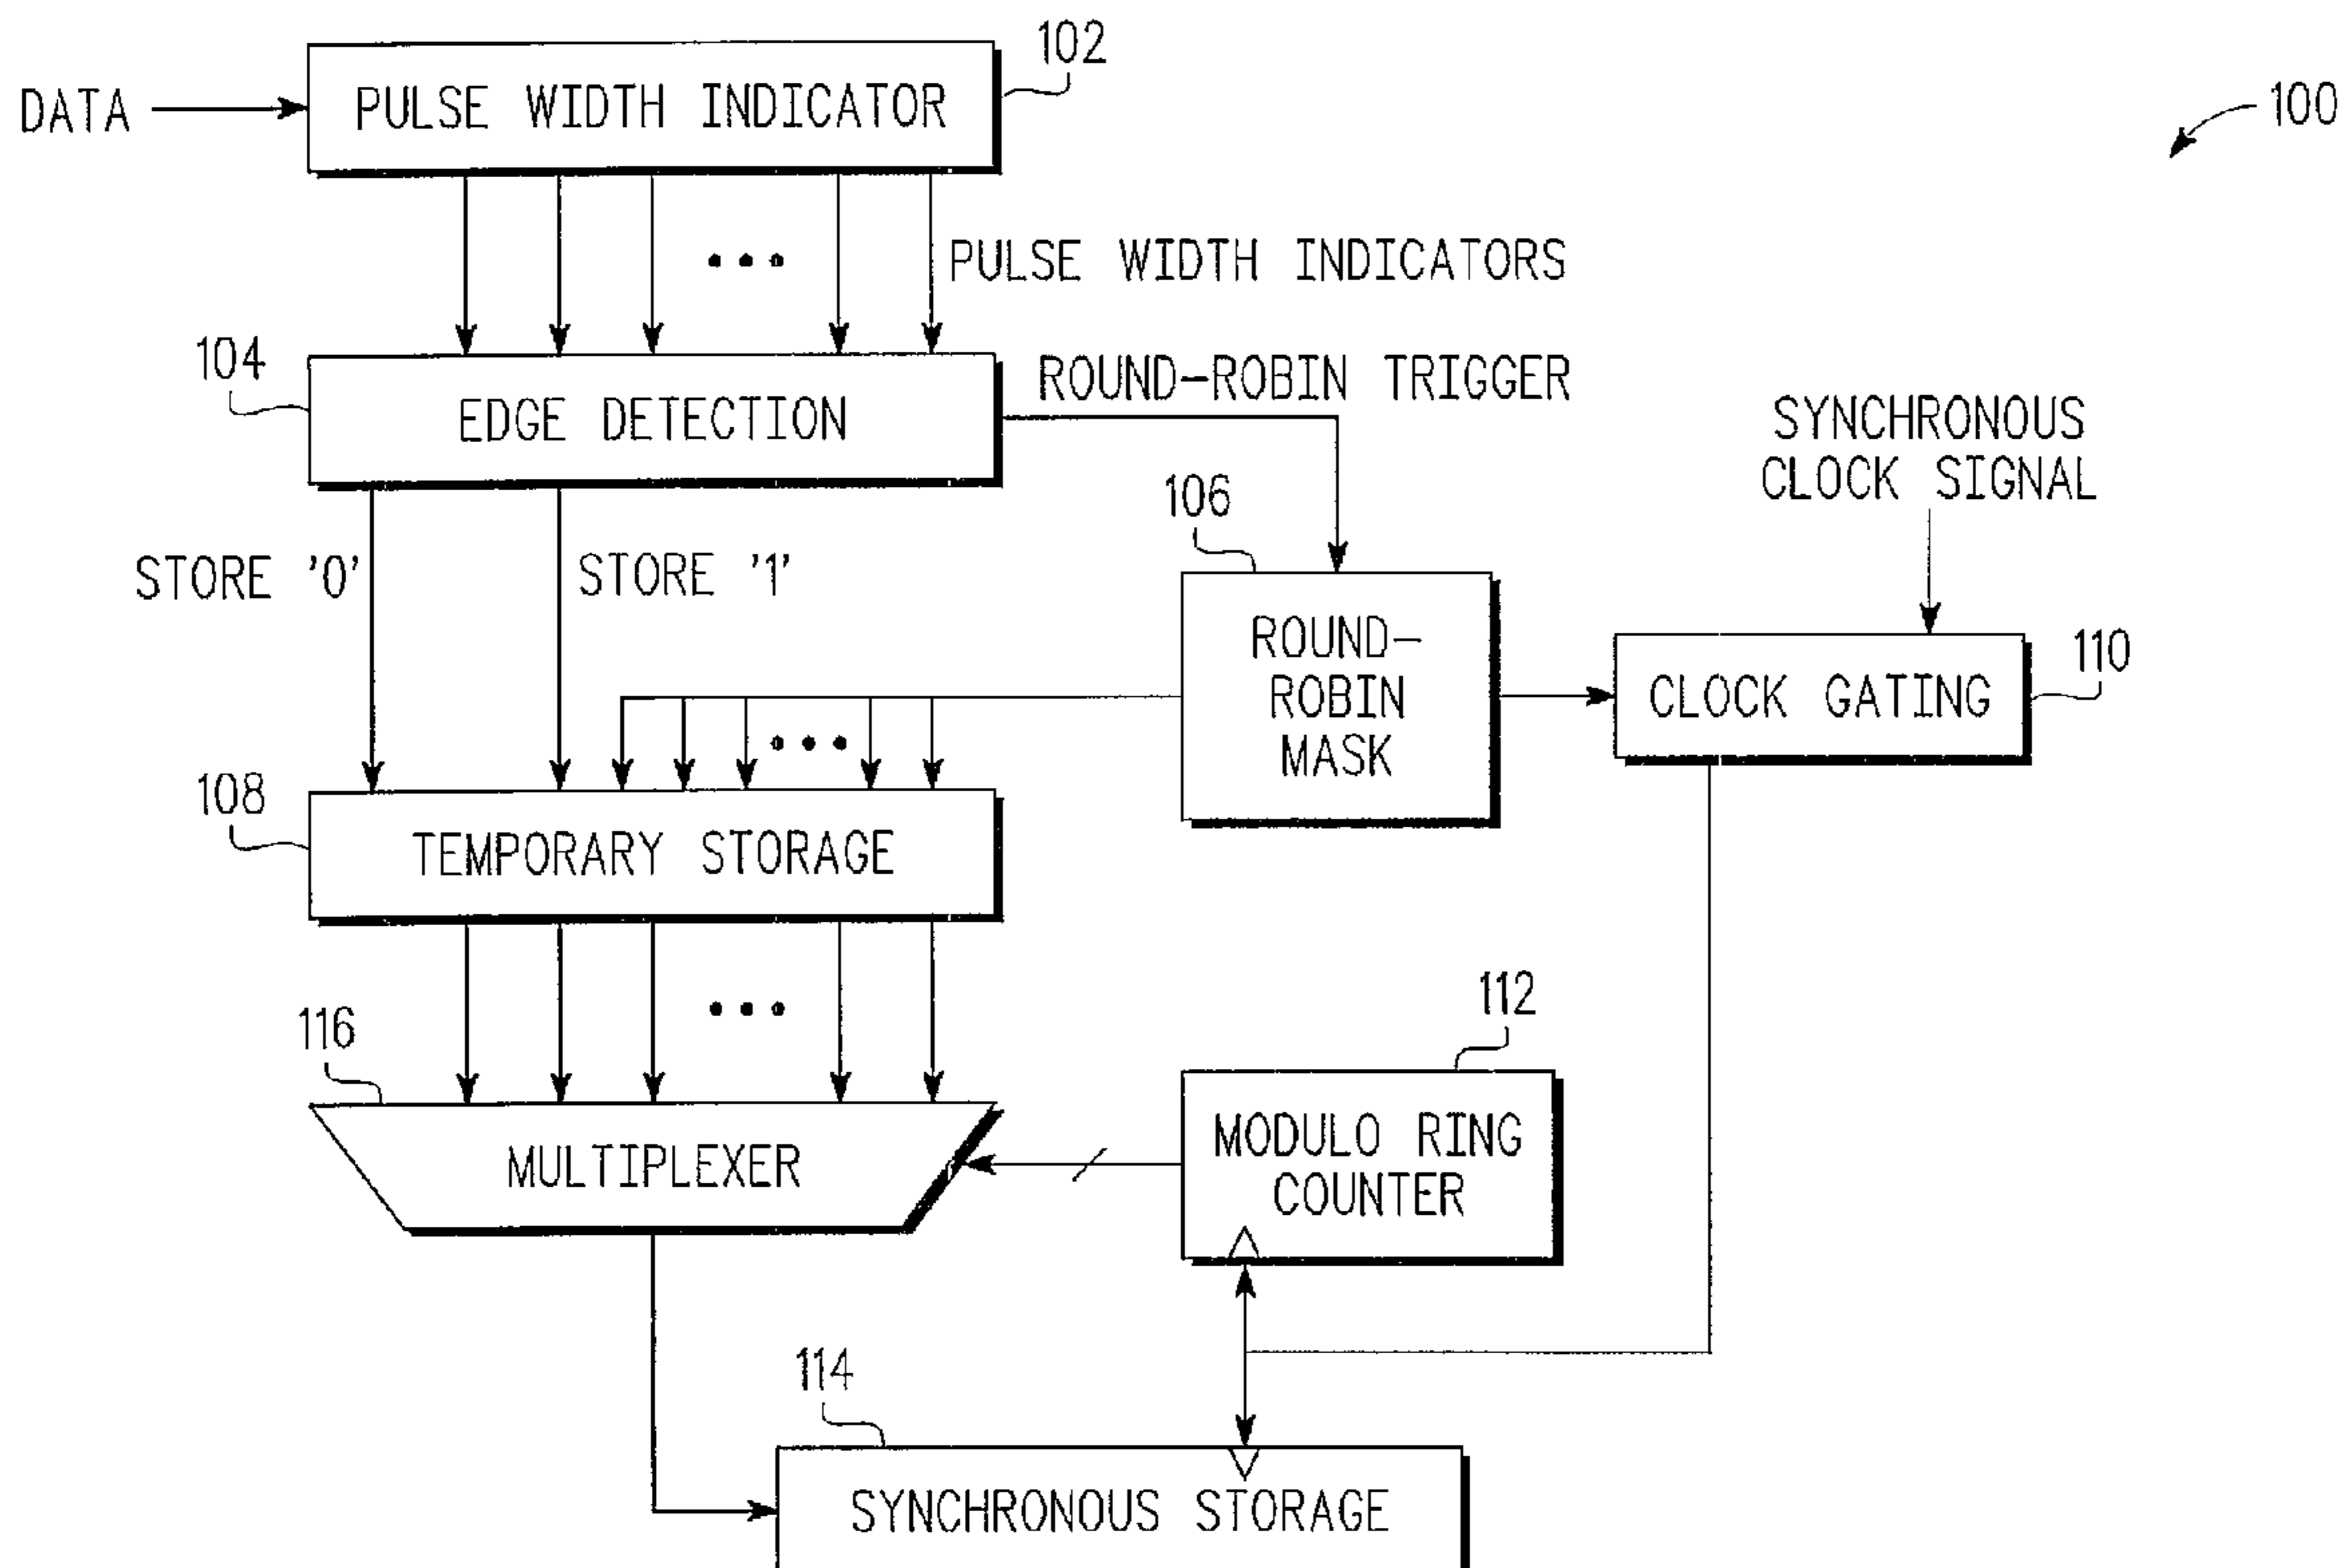 102
DATA
PULSE WIDTH INDICATOR
100
PULSE WIDTH INDICATORS
104
ROUND-ROBIN TRIGGER
EDGE DETECTION
SYNCHRONOUS
CLOCK SIGNAL
106
STORE '0'
STORE '1'
ROUND-
ROBIN
MASK
110
CLOCK GATING
108
TEMPORARY STORAGE
112
116
MODULO RING
COUNTER
MULTIPLEXER
114
SYNCHRONOUS STORAGE